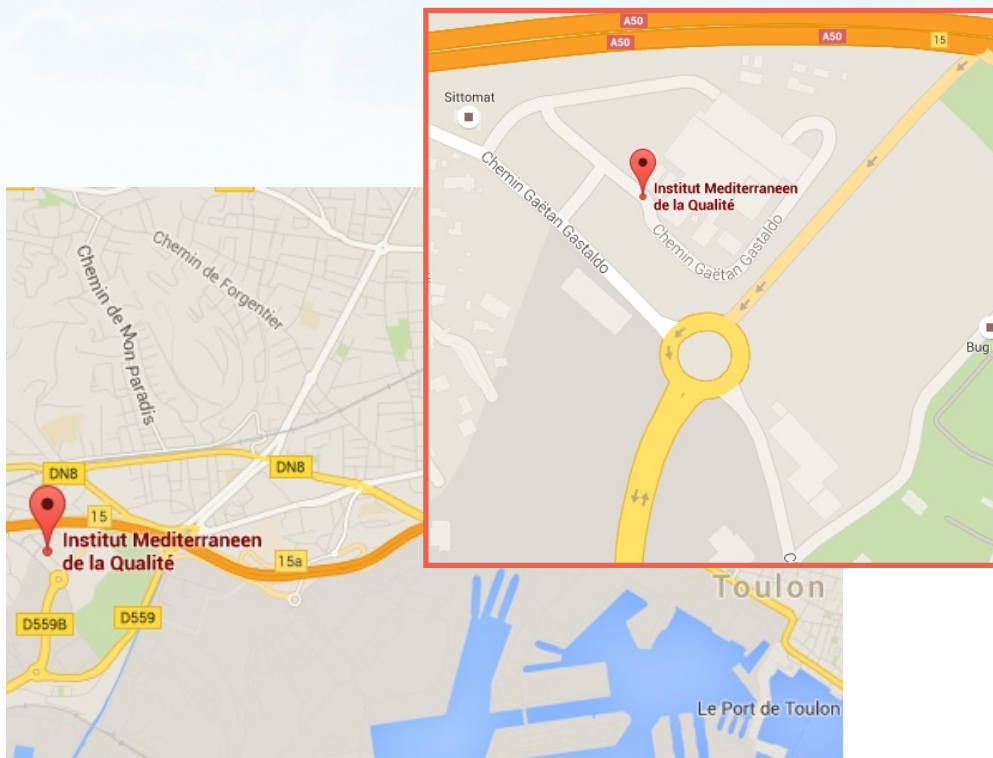 A50
A50
A50
15
Sittomat
Chemin Gaëtan Gastaldo
Institut Mediterraneen
de la Qualité
Chemin Gaëtan Gastaldo
Bug
C
Chemin de Forgentier
Chemin de Mon Paradis
DN8
DN8
15
Institut Mediterraneen
de la Qualité
15a
D559B
D559
Toulon
Le Port de Toulon